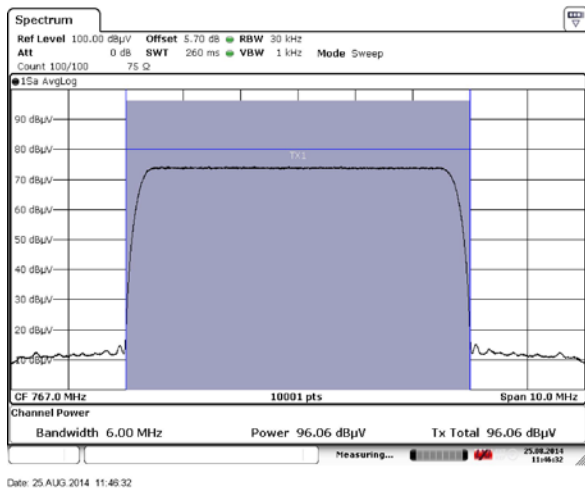 Spectrum
Ref Level 100.00 dBµV Offset 5.70 dB RBW 30 kHz
Att 0 dB SWT 260 ms VBW 1 kHz Mode Sweep
Count 100/100 75 Ω
1Sa AvgLog
90 dBµV
80 dBµV
TX1
70 dBµV
60 dBµV
50 dBµV
40 dBµV
30 dBµV
20 dBµV
10 dBµV
CF 767.0 MHz 10001 pts Span 10.0 MHz
Channel Power
Bandwidth 6.00 MHz Power 96.06 dBµV Tx Total 96.06 dBµV
Measuring... 25.08.2014
11:46:32
Date: 25.AUG.2014 11:46:32